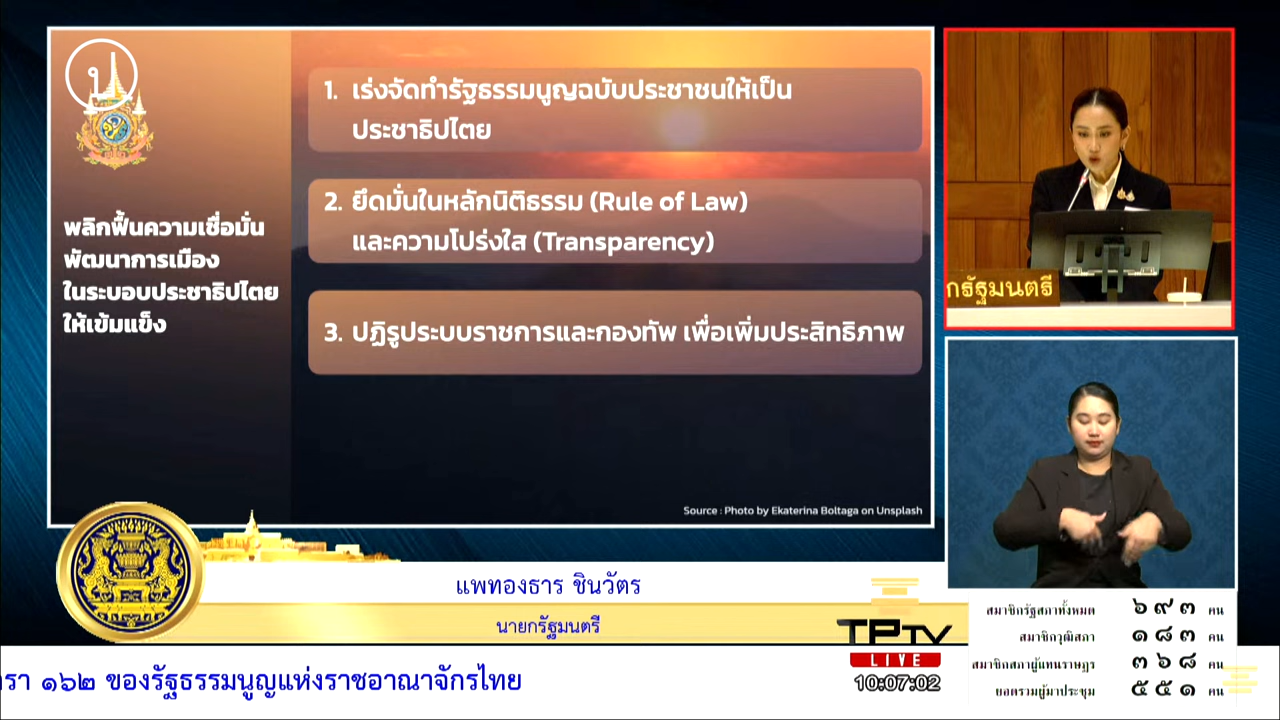 บ
พลิกฟื้นความเชื่อมั่น
พัฒนาการเมือง
ในระบอบประชาธิปไตย
ให้เข้มแข็ง
1. เร่งจัดทำรัฐธรรมนูญฉบับประชาชนให้เป็น
ประชาธิปไตย
2. ยึดมั่นในหลักนิติธรรม (Rule of Law)
และความโปร่งใส (Transparency)
3. ปฏิรูประบบราชการและกองทัพ เพื่อเพิ่มประสิทธิภาพ
Source : Photo by Ekaterina Boltaga on Unsplash
กรัฐมนตรี
แพทองธาร ชินวัตร
นายกรัฐมนตรี
TPTV
LIVE
10:07:02
สมาชิกรัฐสภาทั้งหมด ๖๙๓ คน
สมาชิกวุฒิสภา ๑๘๓ คน
สมาชิกสภาผู้แทนราษฎร ๓๖๘ คน
ยอดรวมผู้มาประชุม ๕๕๑ คน
ตรา ๑๖๒ ของรัฐธรรมนูญแห่งราชอาณาจักรไทย